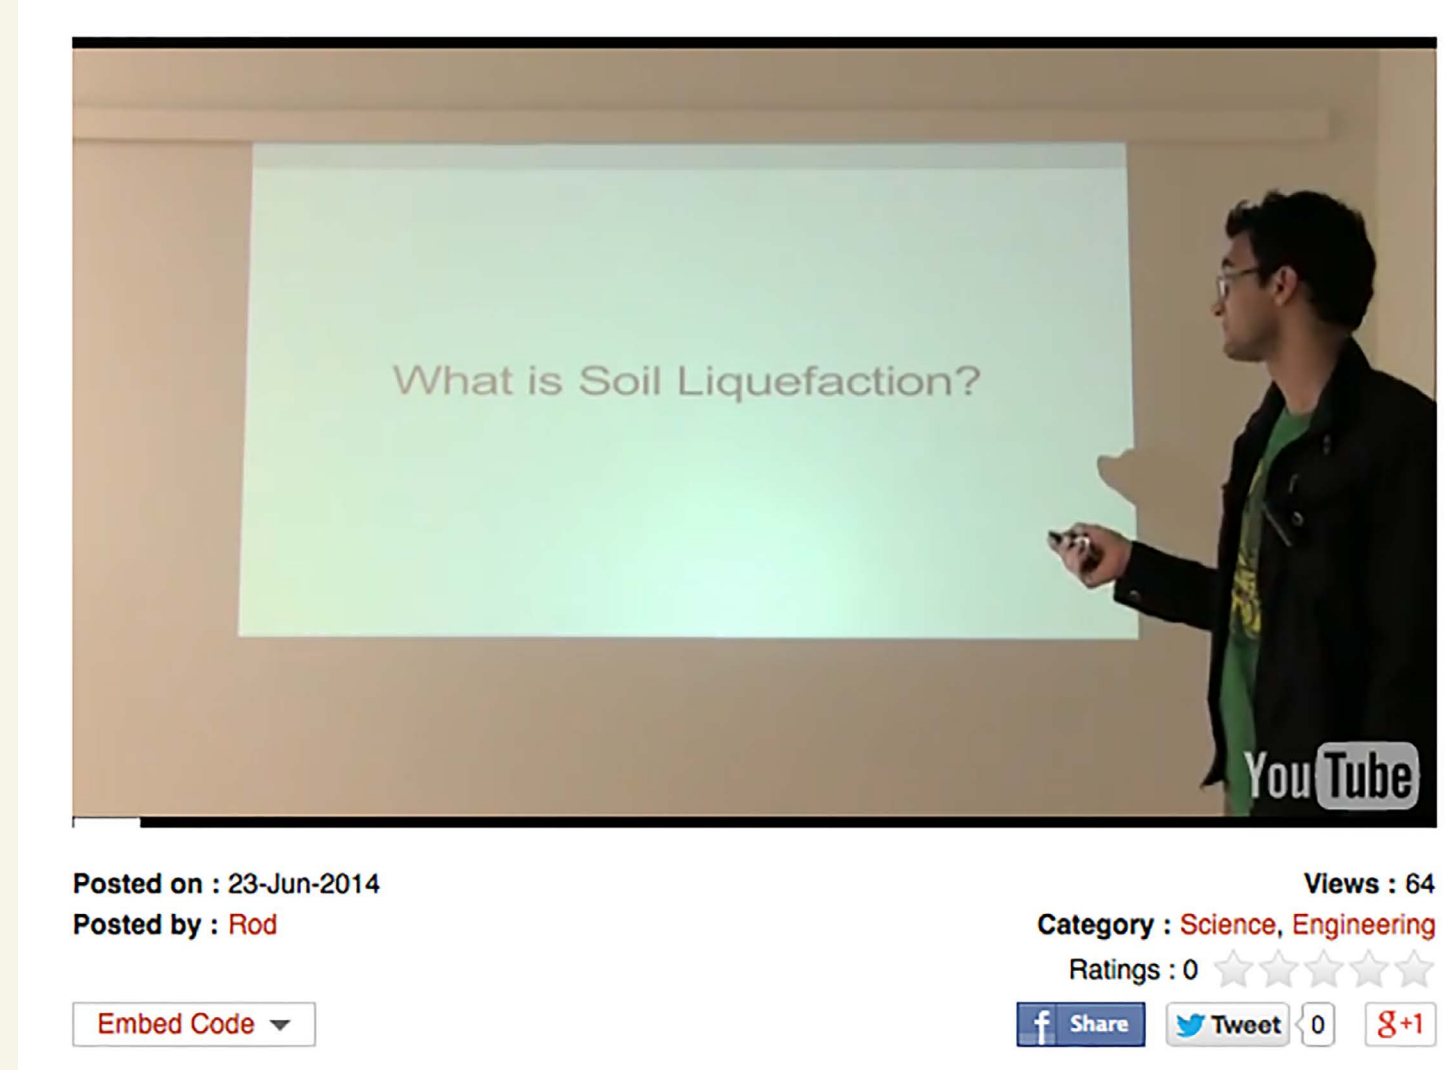 What is Soil Liquefaction?
YouTube
Posted on : 23-Jun-2014
Views : 64
Posted by : Rod
Category : Science, Engineering
Ratings : 0
Embed Code
f Share
Tweet 0
g+1